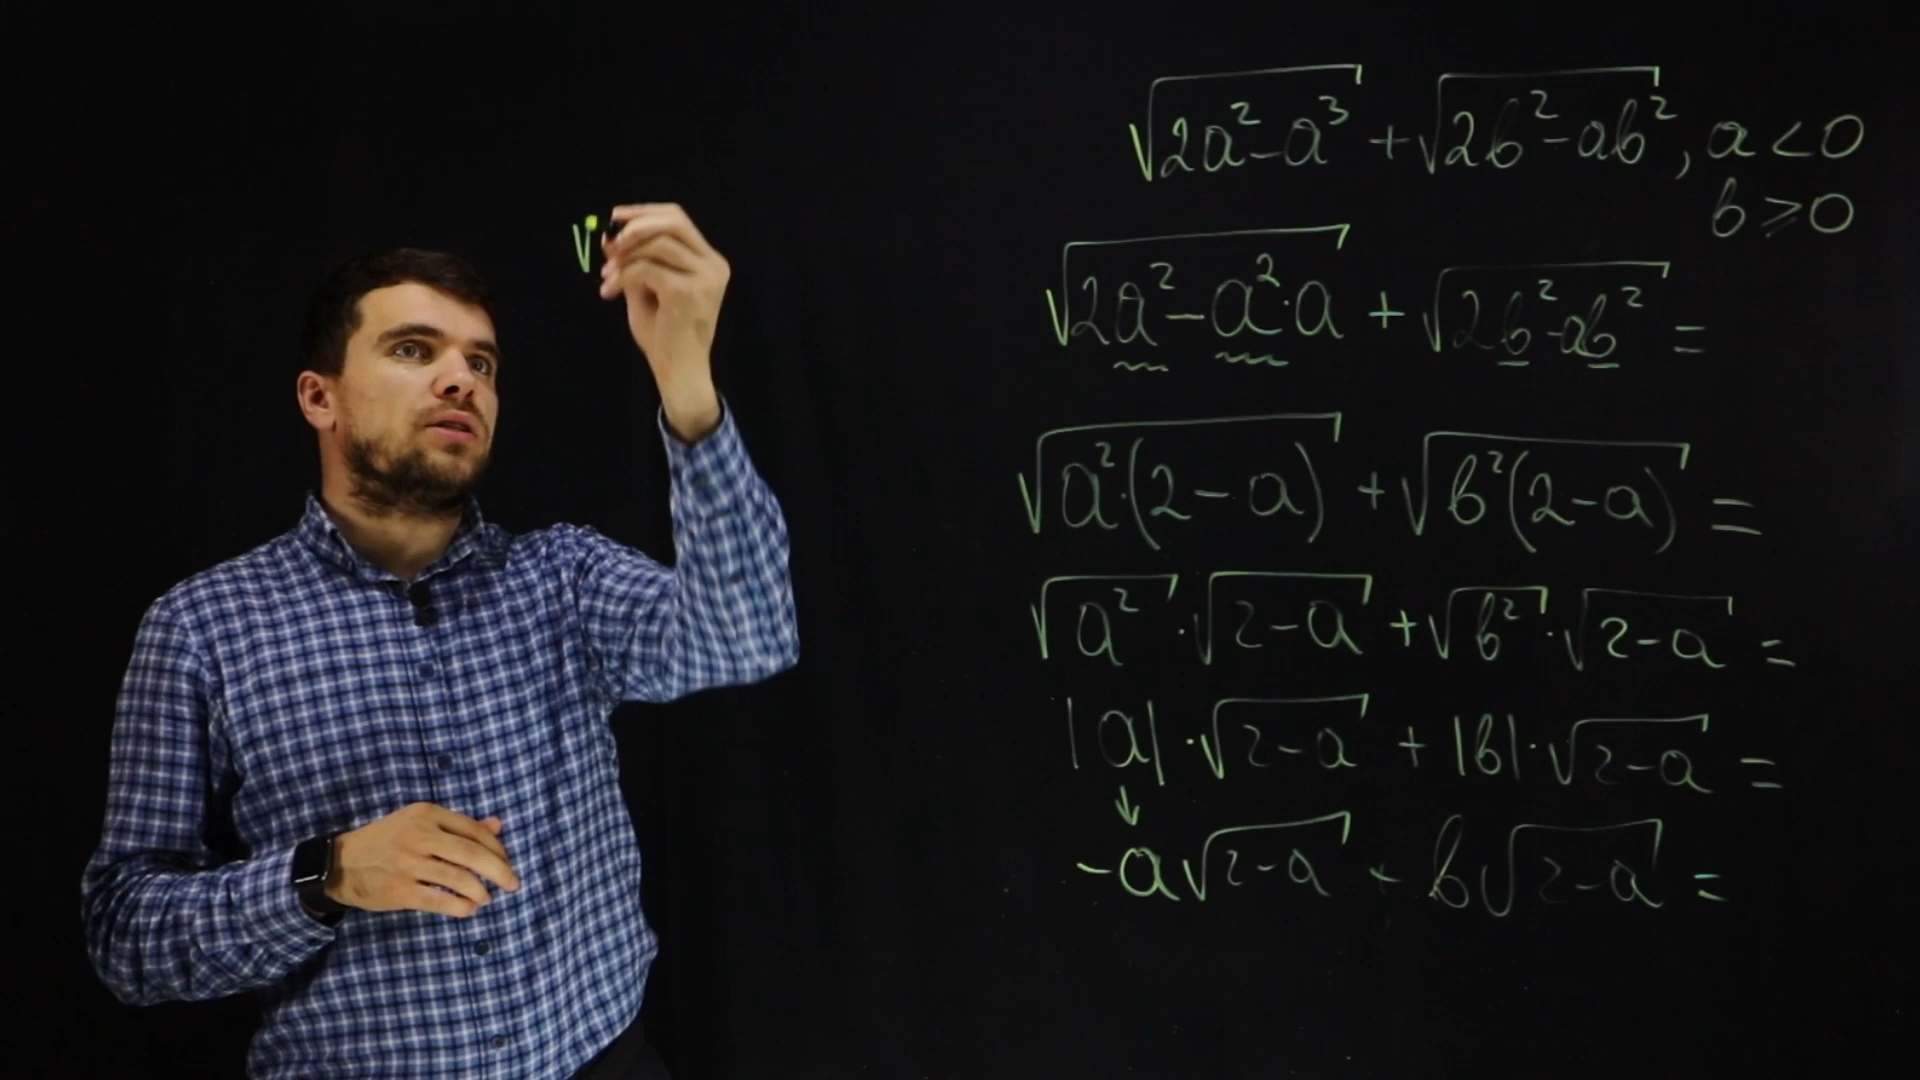 √
√(2a²-a³) + √(2b²-ab²), a<0
b≥0
√(2a²-a²·a) + √(2b²-ab²) =
√(a²·(2-a)) + √(b²(2-a)) =
√(a²)·√(2-a) + √(b²)·√(2-a) =
|a|·√(2-a) + |b|·√(2-a) =
↓
-a√(2-a) + b√(2-a) =